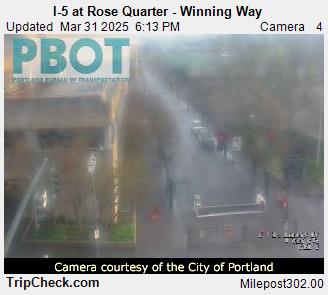 I-5 at Rose Quarter - Winning Way
Updated Mar 31 2025 6:13 PM Camera 4
PBOT
PORTLAND BUREAU OF TRANSPORTATION
Camera courtesy of the City of Portland
TripCheck.com Milepost302.00